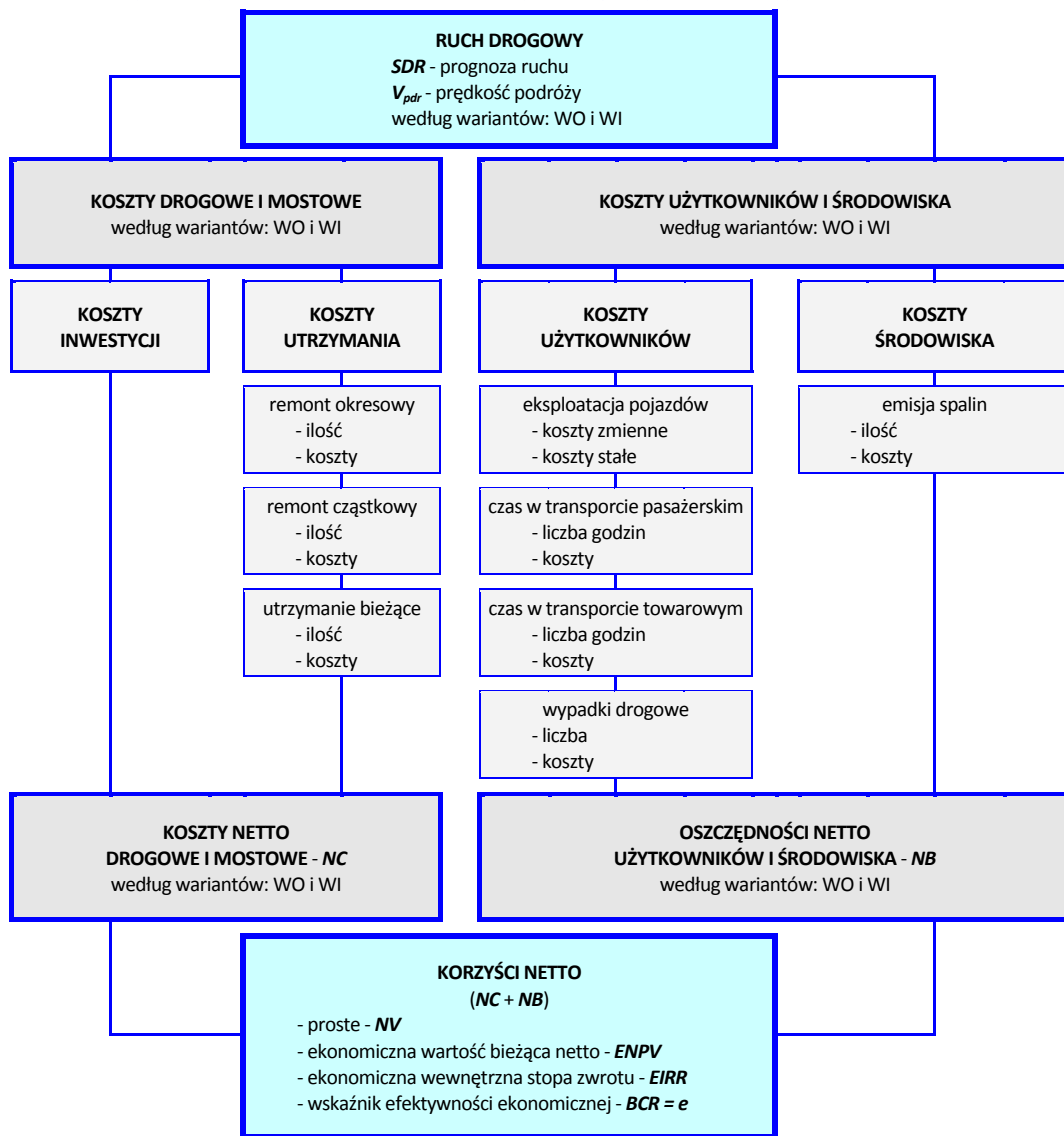 RUCH DROGOWY
SDR - prognoza ruchu
Vpdr - prędkość podróży
według wariantów: WO i WI
KOSZTY DROGOWE I MOSTOWE
według wariantów: WO i WI
KOSZTY UŻYTKOWNIKÓW I ŚRODOWISKA
według wariantów: WO i WI
KOSZTY
INWESTYCJI
KOSZTY
UTRZYMANIA
KOSZTY
UŻYTKOWNIKÓW
KOSZTY
ŚRODOWISKA
remont okresowy
- ilość
- koszty
remont cząstkowy
- ilość
- koszty
utrzymanie bieżące
- ilość
- koszty
eksploatacja pojazdów
- koszty zmienne
- koszty stałe
czas w transporcie pasażerskim
- liczba godzin
- koszty
czas w transporcie towarowym
- liczba godzin
- koszty
wypadki drogowe
- liczba
- koszty
emisja spalin
- ilość
- koszty
KOSZTY NETTO
DROGOWE I MOSTOWE - NC
według wariantów: WO i WI
OSZCZĘDNOŚCI NETTO
UŻYTKOWNIKÓW I ŚRODOWISKA - NB
według wariantów: WO i WI
KORZYŚCI NETTO
(NC + NB)
- proste - NV
- ekonomiczna wartość bieżąca netto - ENPV
- ekonomiczna wewnętrzna stopa zwrotu - EIRR
- wskaźnik efektywności ekonomicznej - BCR = e